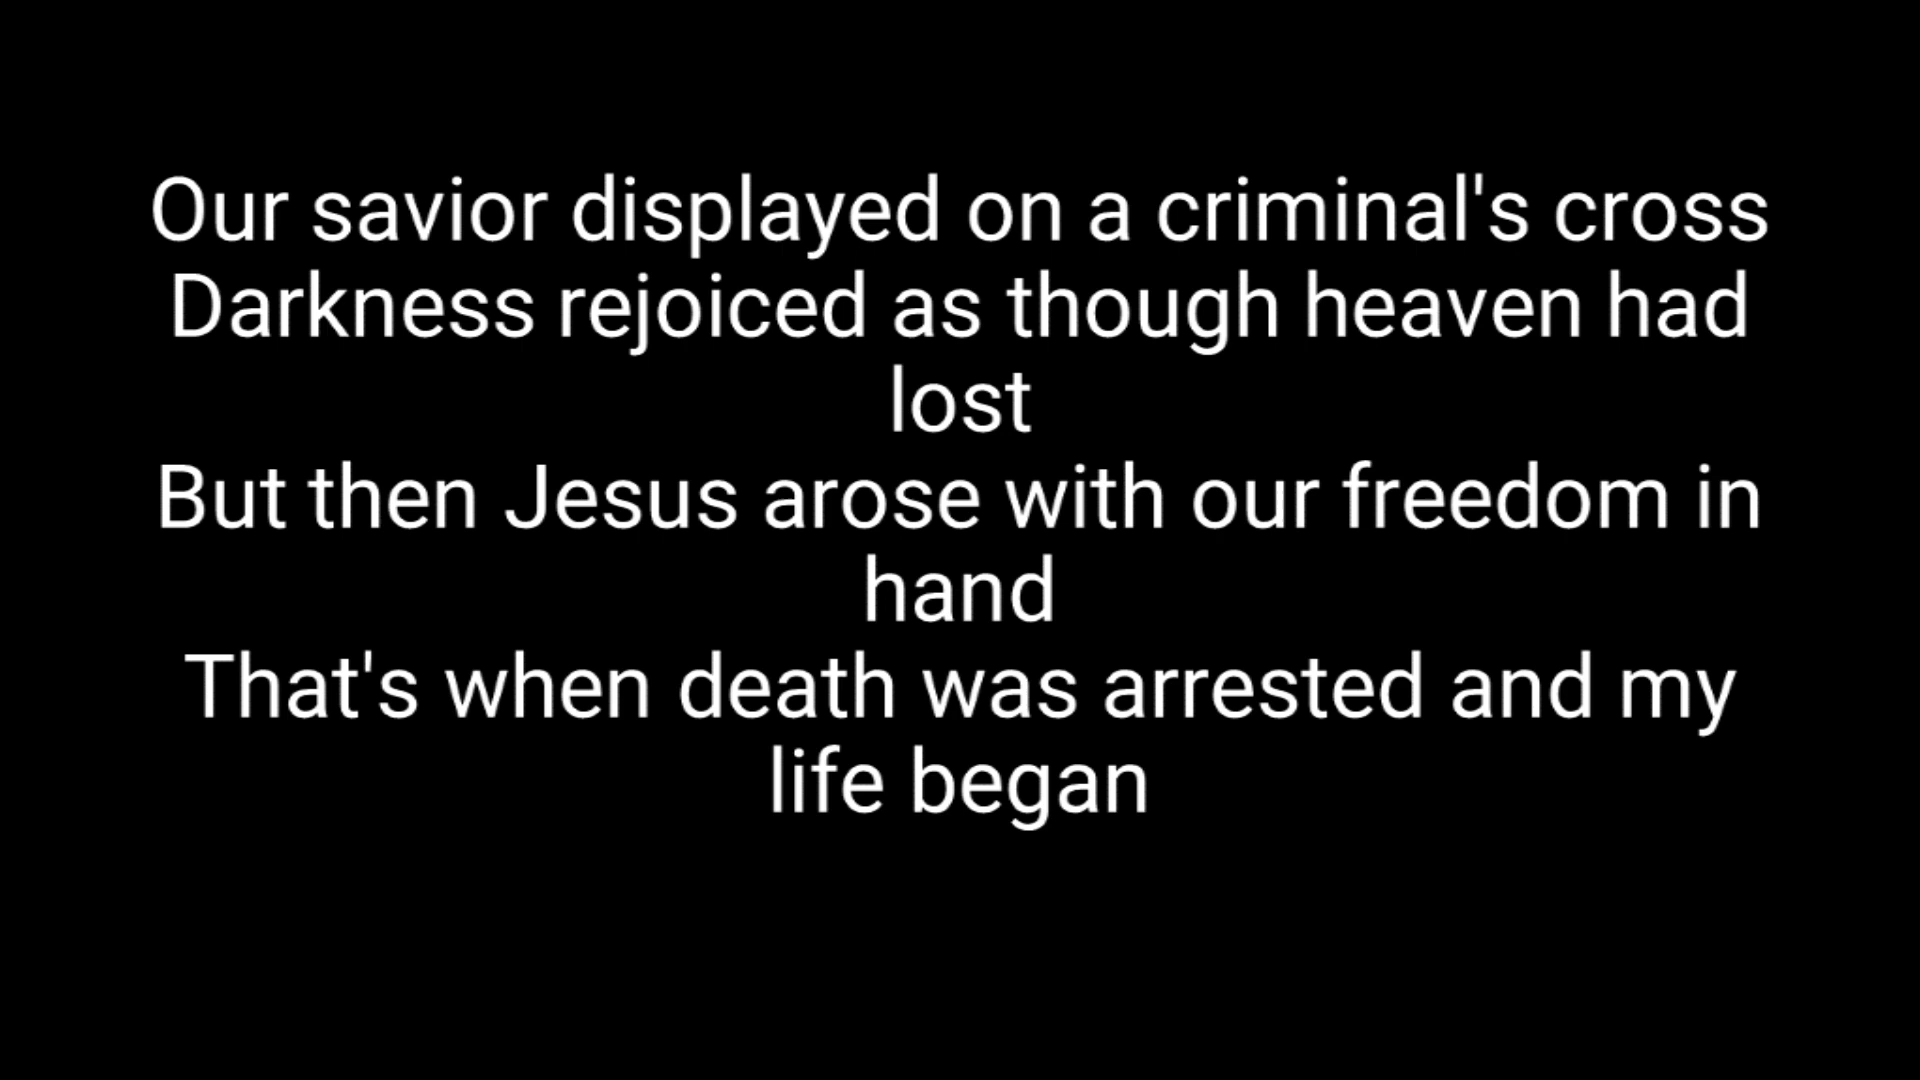 Our savior displayed on a criminal's cross
Darkness rejoiced as though heaven had
lost
But then Jesus arose with our freedom in
hand
That's when death was arrested and my
life began